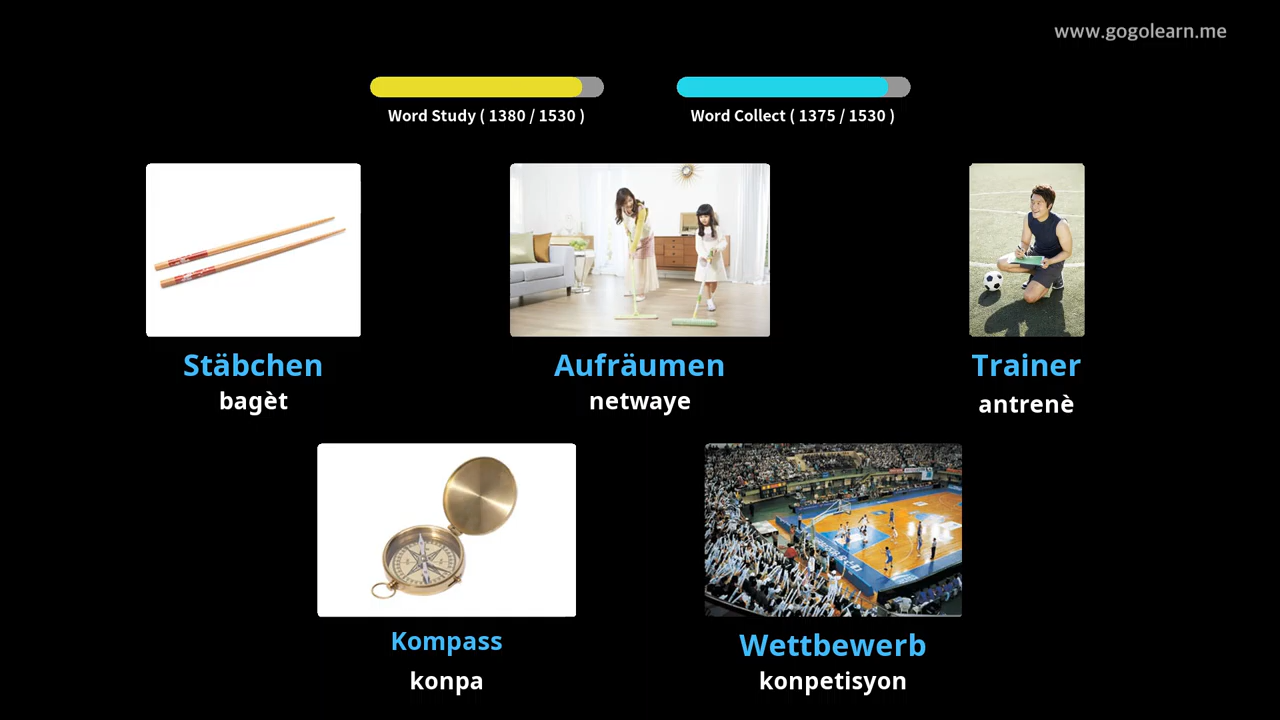 www.gogolearn.me
Word Study ( 1380 / 1530 )
Word Collect ( 1375 / 1530 )
Stäbchen
bagèt
Aufräumen
netwaye
Trainer
antrenè
Kompass
konpa
Wettbewerb
konpetisyon